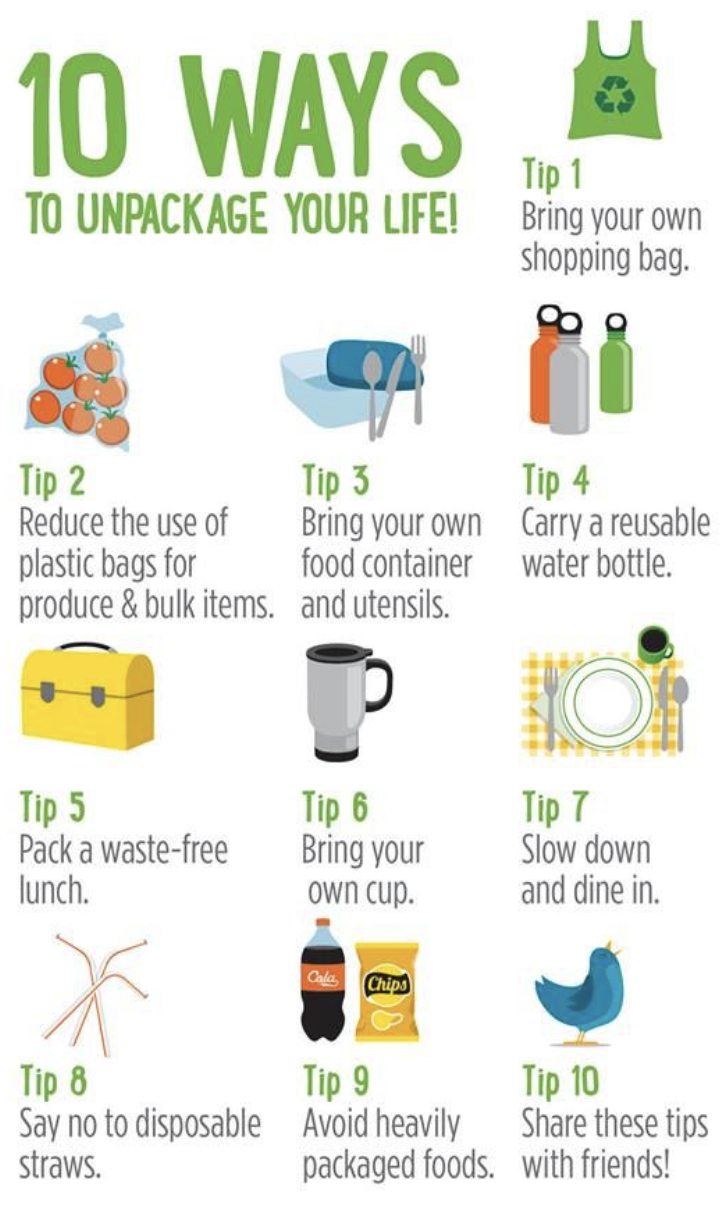 10 WAYS
TO UNPACKAGE YOUR LIFE!
Tip 1
Bring your own
shopping bag.
Tip 2
Reduce the use of
plastic bags for
produce & bulk items.
Tip 3
Bring your own
food container
and utensils.
Tip 4
Carry a reusable
water bottle.
Tip 5
Pack a waste-free
lunch.
Tip 6
Bring your
own cup.
Tip 7
Slow down
and dine in.
Tip 8
Say no to disposable
straws.
Cola
Chips
Tip 9
Avoid heavily
packaged foods.
Tip 10
Share these tips
with friends!